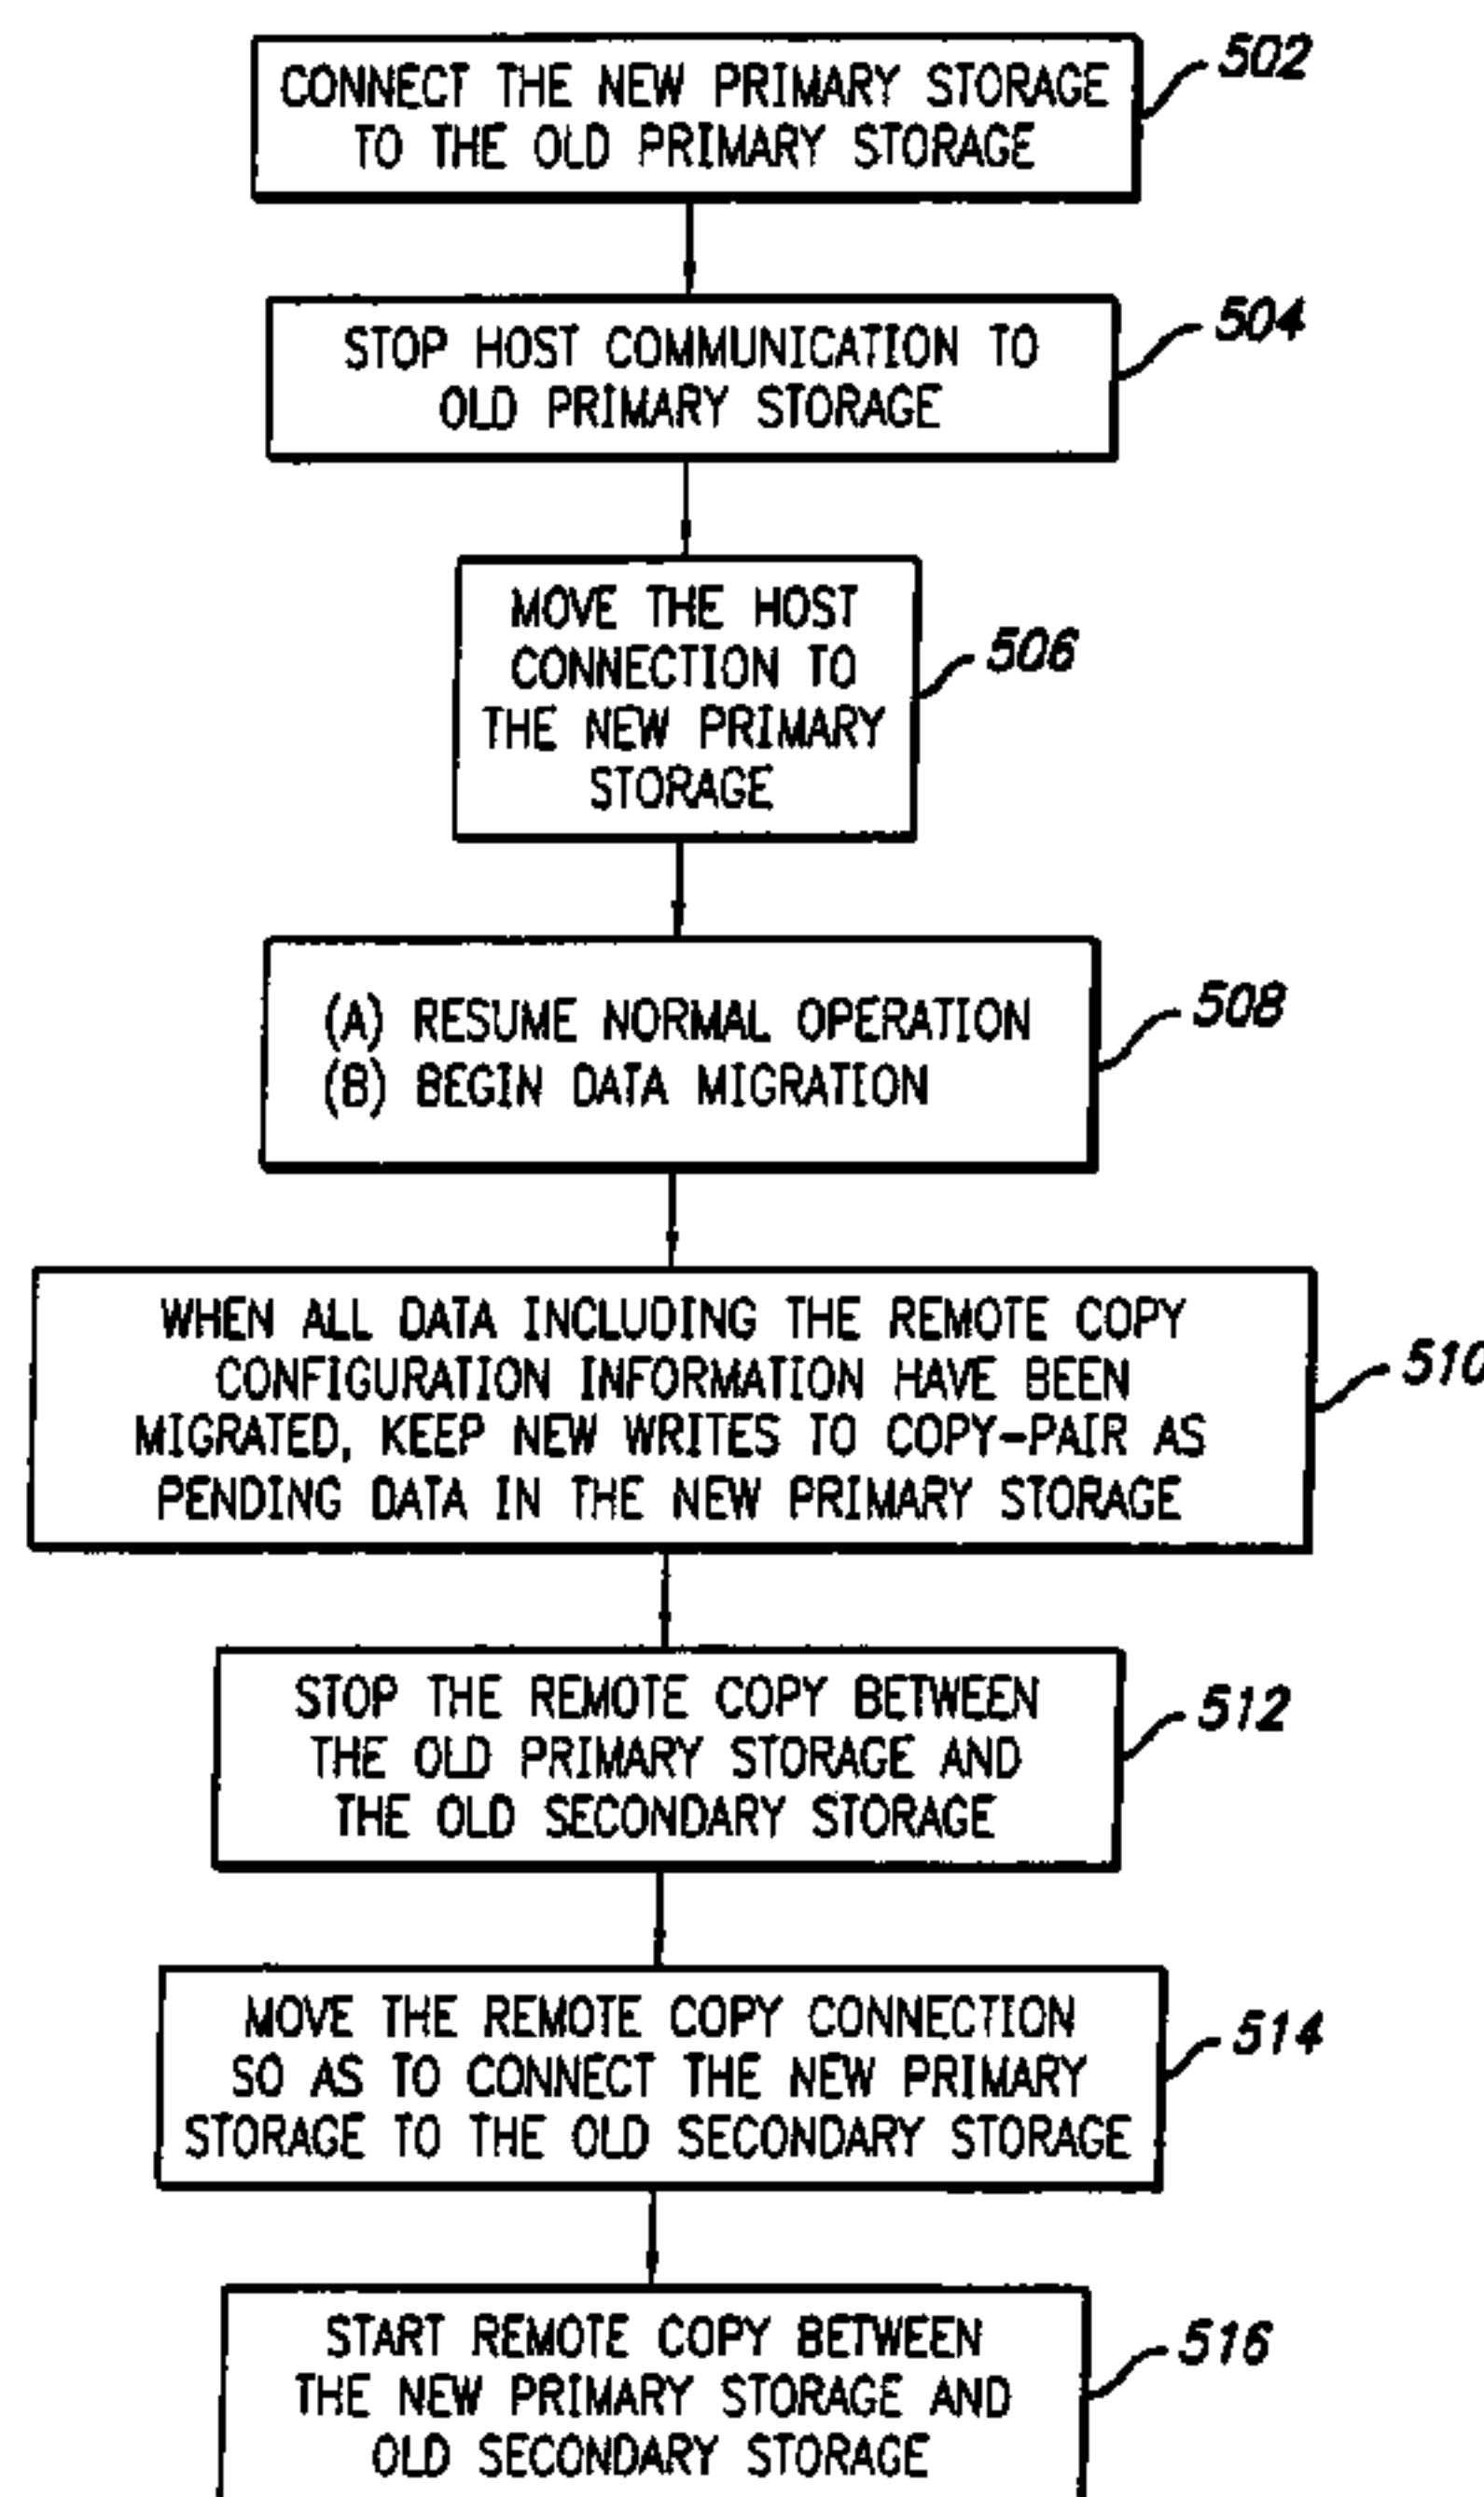 CONNECT THE NEW PRIMARY STORAGE
TO THE OLD PRIMARY STORAGE
502
STOP HOST COMMUNICATION TO
OLD PRIMARY STORAGE
504
MOVE THE HOST
CONNECTION TO
THE NEW PRIMARY
STORAGE
506
(A) RESUME NORMAL OPERATION
(B) BEGIN DATA MIGRATION
508
WHEN ALL DATA INCLUDING THE REMOTE COPY
CONFIGURATION INFORMATION HAVE BEEN
MIGRATED, KEEP NEW WRITES TO COPY-PAIR AS
PENDING DATA IN THE NEW PRIMARY STORAGE
510
STOP THE REMOTE COPY BETWEEN
THE OLD PRIMARY STORAGE AND
THE OLD SECONDARY STORAGE
512
MOVE THE REMOTE COPY CONNECTION
SO AS TO CONNECT THE NEW PRIMARY
STORAGE TO THE OLD SECONDARY STORAGE
514
START REMOTE COPY BETWEEN
THE NEW PRIMARY STORAGE AND
OLD SECONDARY STORAGE
516